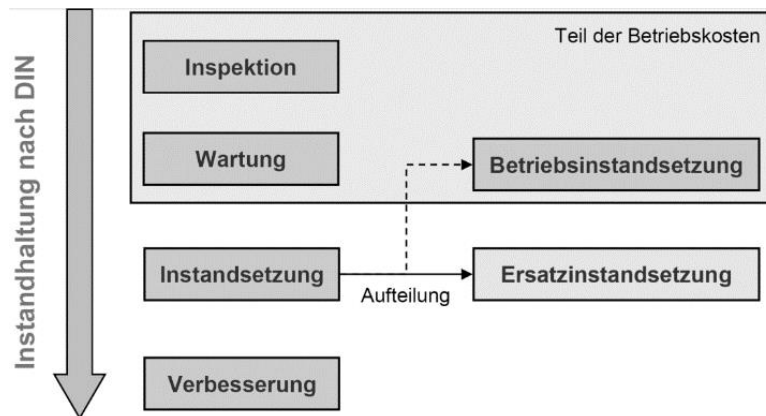 Instandhaltung nach DIN
Teil der Betriebskosten
Inspektion
Wartung
Betriebsinstandsetzung
Instandsetzung
Aufteilung
Ersatzinstandsetzung
Verbesserung